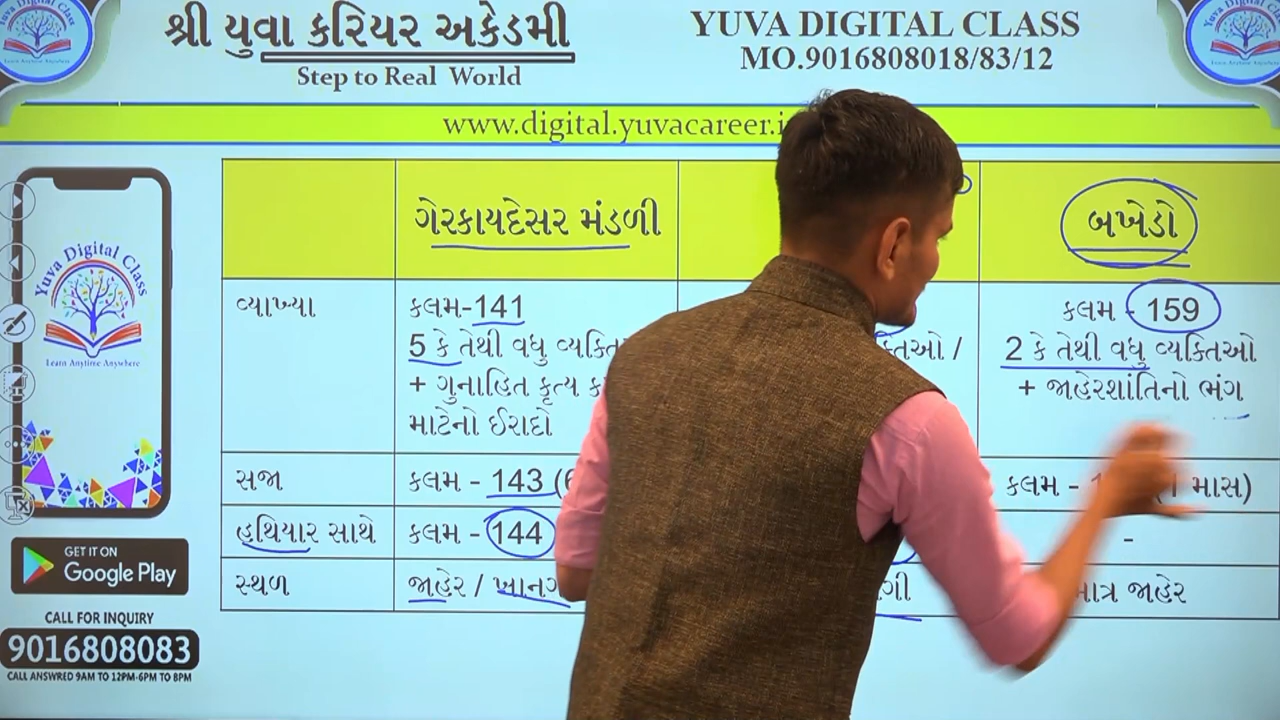 શ્રી યુવા કરિયર અકેડમી
Step to Real World
YUVA DIGITAL CLASS
MO.9016808018/83/12
www.digital.yuvacareer.i
Yuva Digital Class
Learn Anytime Anywhere.
ગેરકાયદેસર મંડળી
બખેડો
વ્યાખ્યા
કલમ-141
5 કે તેથી વધુ
+ ગુનાહિત કૃત્ય
માટેનો ઈરાદો
કલમ - 159
2 કે તેથી વધુ વ્યક્તિઓ
+ જાહેરશાંતિનો ભંગ
સજા
કલમ - 143
કલમ -
માસ)
હથિયાર સાથે
કલમ - 144
-
સ્થળ
જાહેર /
જાહેર
GET IT ON
Google Play
CALL FOR INQUIRY
9016808083
CALL ANSWRED 9AM TO 12PM-6PM TO 8PM